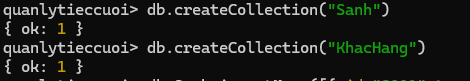 quanlytieccuoi> db.createCollection("Sanh")
{ ok: 1 }
quanlytieccuoi> db.createCollection("KhacHang")
{ ok: 1 }